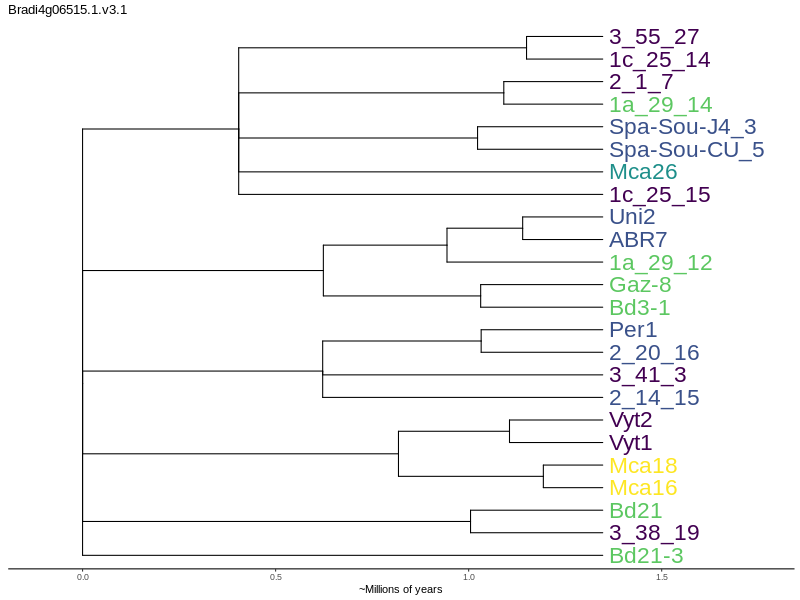 Bradi4g06515.1.v3.1
3_55_27
1c_25_14
2_1_7
1a_29_14
Spa-Sou-J4_3
Spa-Sou-CU_5
Mca26
1c_25_15
Uni2
ABR7
1a_29_12
Gaz-8
Bd3-1
Per1
2_20_16
3_41_3
2_14_15
Vyt2
Vyt1
Mca18
Mca16
Bd21
3_38_19
Bd21-3
0.0 0.5 1.0 1.5
~Millions of years